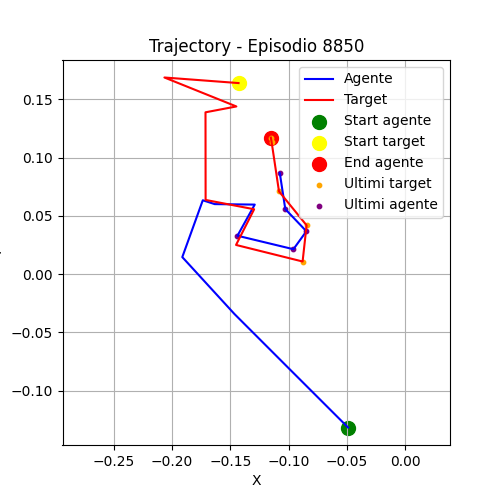 Trajectory - Episodio 8850
Agente
Target
Start agente
Start target
End agente
Ultimi target
Ultimi agente
0.15
0.10
0.05
0.00
−0.05
−0.10
−0.25
−0.20
−0.15
−0.10
−0.05
0.00
X